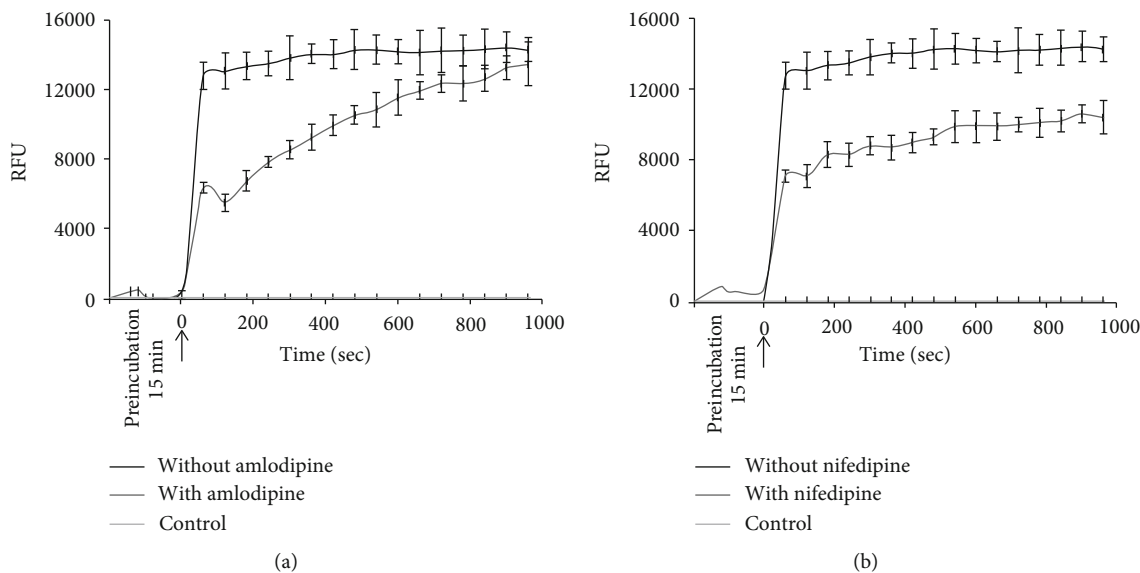 16000
12000
8000
4000
0
RFU
0
200
400
600
800
1000
Time (sec)
Preincubation
15 min
Without amlodipine
With amlodipine
Control
(a)
16000
12000
8000
4000
0
RFU
0
200
400
600
800
1000
Time (sec)
Preincubation
15 min
Without nifedipine
With nifedipine
Control
(b)